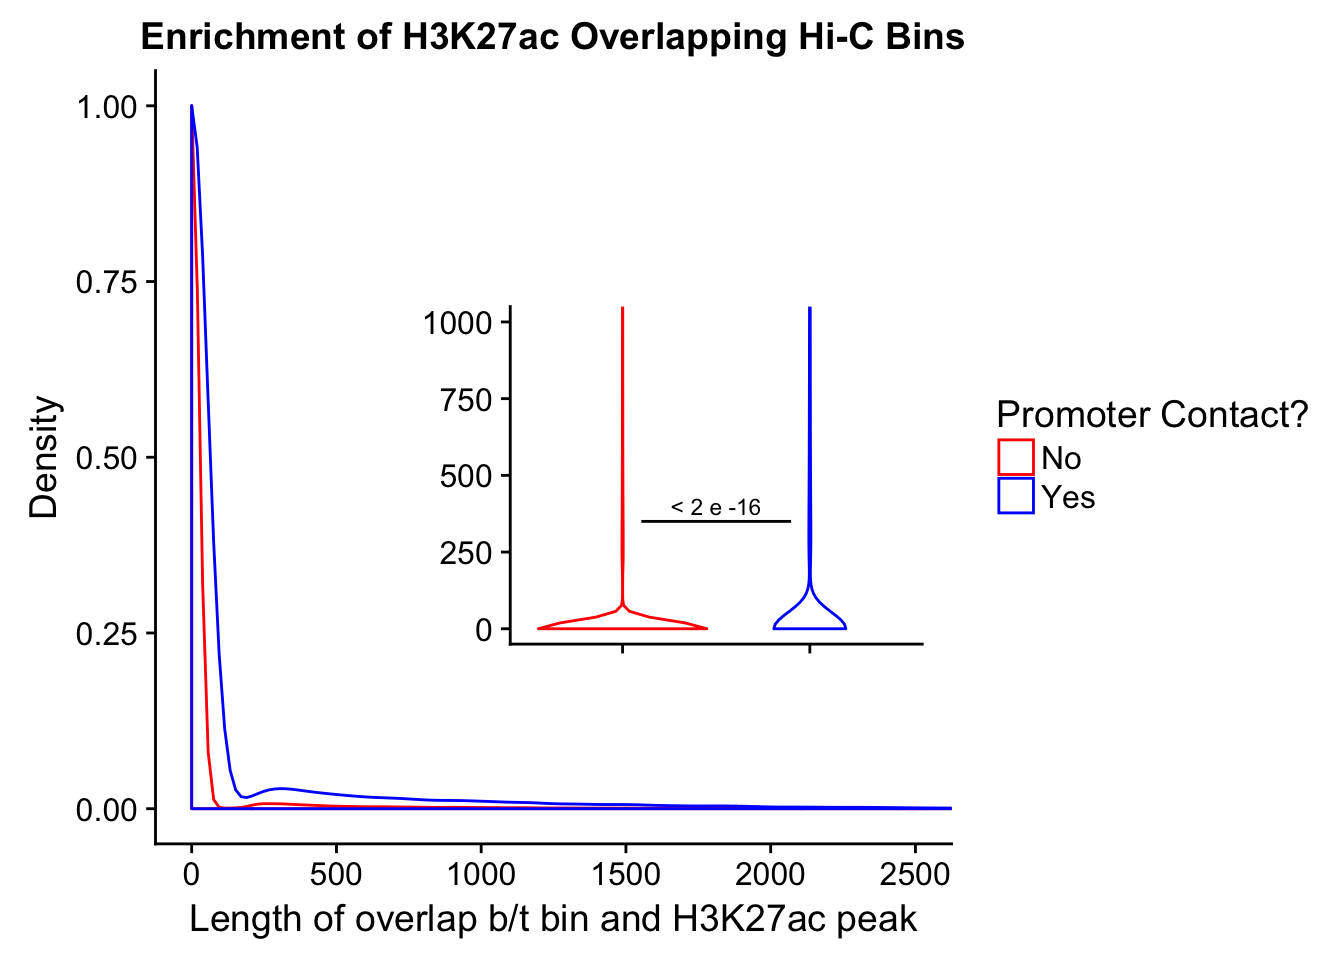 Enrichment of H3K27ac Overlapping Hi-C Bins
1.00
0.75
0.50
0.25
0.00
Density
0
500
1000
1500
2000
2500
Length of overlap b/t bin and H3K27ac peak
1000
750
500
250
0
< 2 e -16
Promoter Contact?
No
Yes